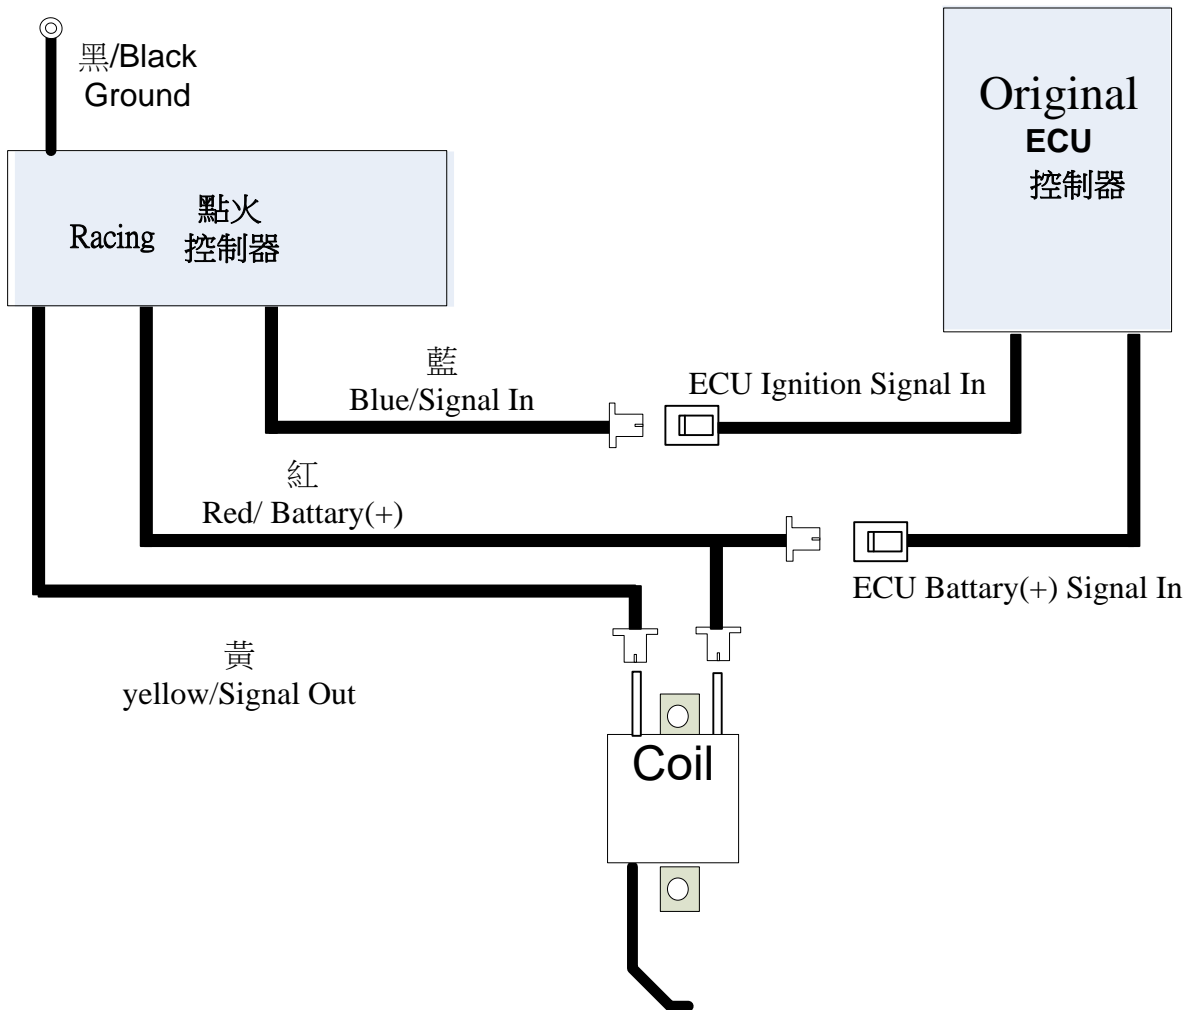 黑/Black
Ground
Original
ECU
控制器
Racing
點火
控制器
藍
Blue/Signal In
ECU Ignition Signal In
紅
Red/ Battary(+)
ECU Battary(+) Signal In
黃
yellow/Signal Out
Coil